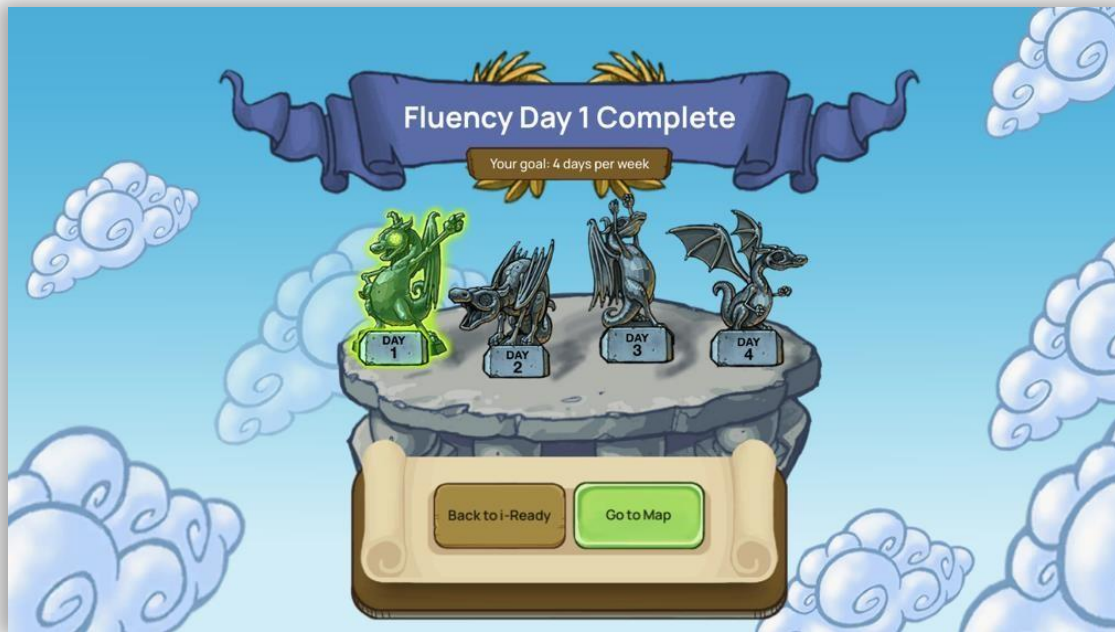 Fluency Day 1 Complete
Your goal: 4 days per week
DAY
1
DAY
2
DAY
3
DAY
4
Back to i-Ready
Go to Map